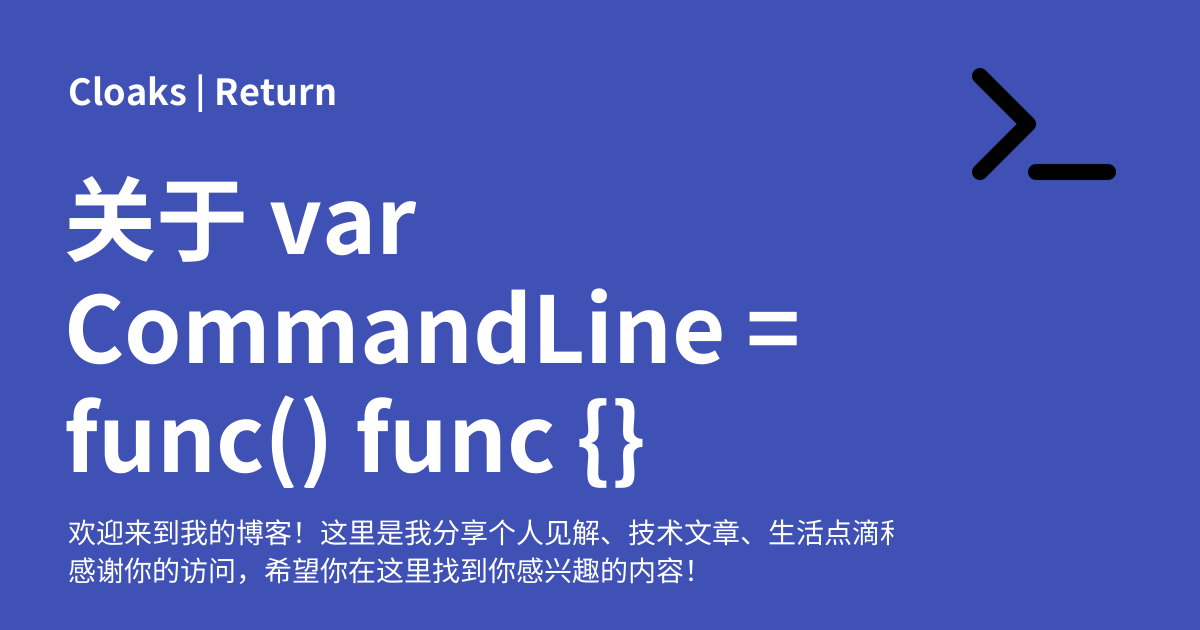 Cloaks | Return
关于 var
CommandLine =
func() func {}
欢迎来到我的博客！这里是我分享个人见解、技术文章、生活点滴和
感谢你的访问，希望你在这里找到你感兴趣的内容！